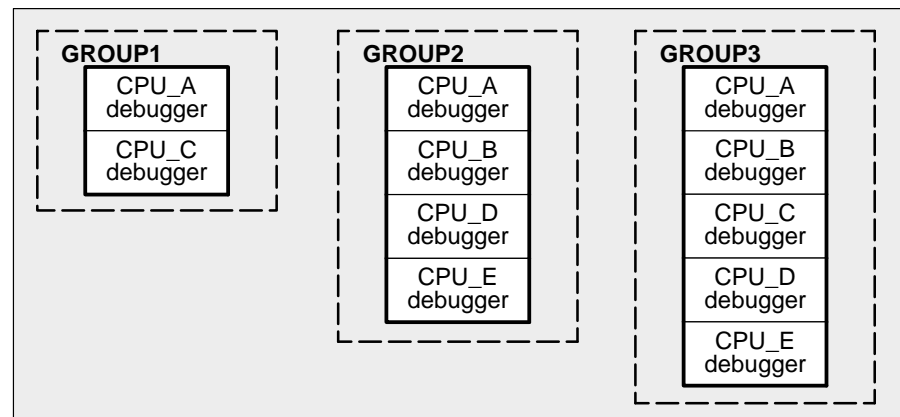 GROUP1
CPU_A
debugger
CPU_C
debugger
GROUP2
CPU_A
debugger
CPU_B
debugger
CPU_D
debugger
CPU_E
debugger
GROUP3
CPU_A
debugger
CPU_B
debugger
CPU_C
debugger
CPU_D
debugger
CPU_E
debugger